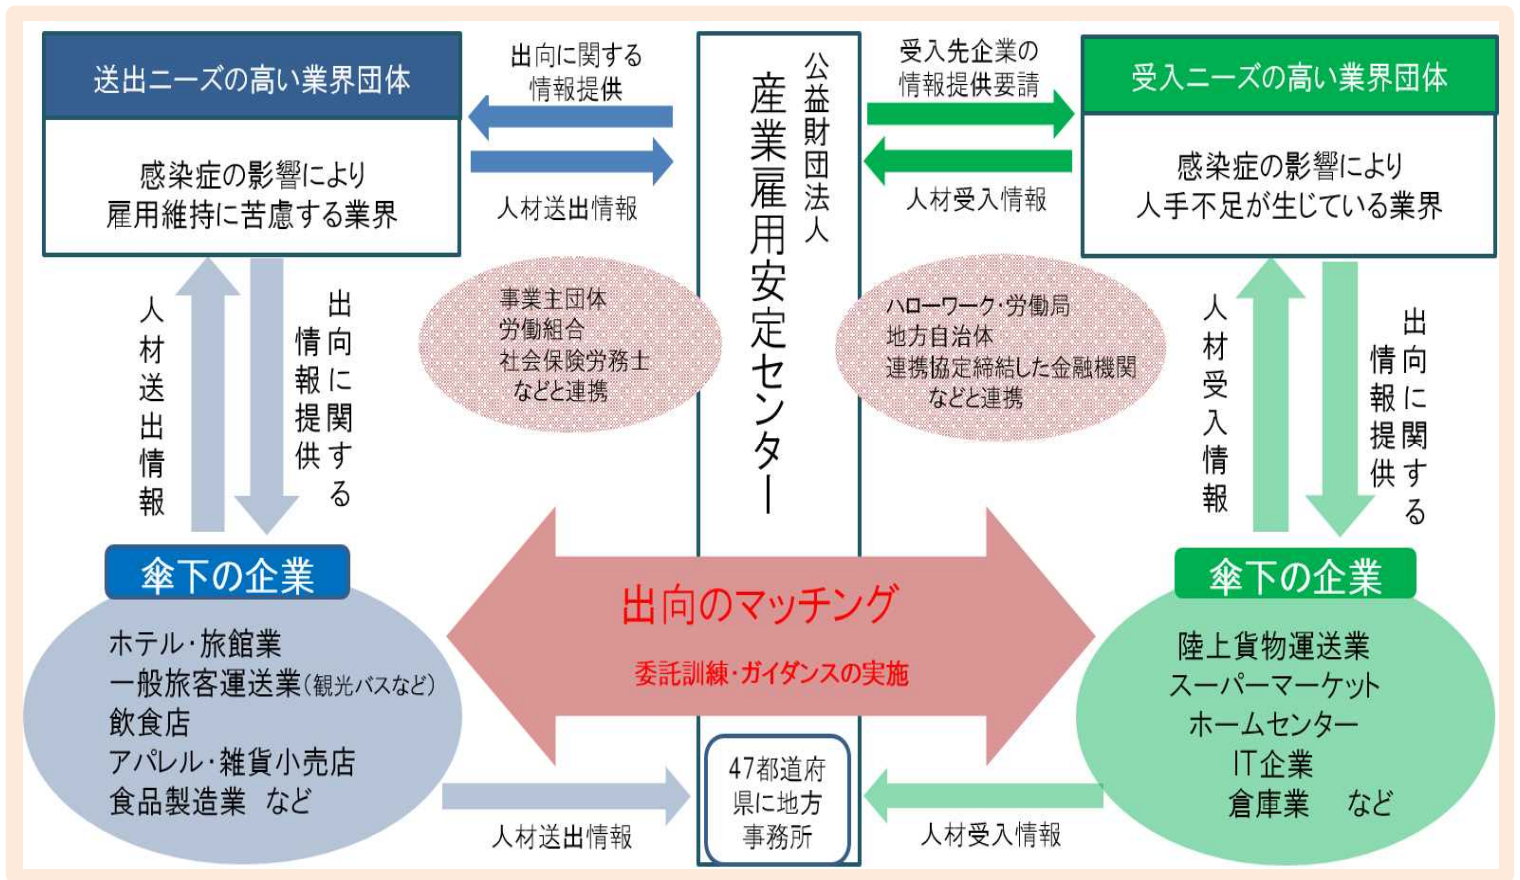 送出ニーズの高い業界団体
感染症の影響により
雇用維持に苦慮する業界
出向に関する
情報提供
人材送出情報
公益財団法人
産業雇用安定センター
受入先企業の
情報提供要請
人材受入情報
受入ニーズの高い業界団体
感染症の影響により
人手不足が生じている業界
人材送出情報
出向に関する
情報提供
事業主団体
労働組合
社会保険労務士
などと連携
ハローワーク・労働局
地方自治体
連携協定締結した金融機関
などと連携
人材受入情報
出向に関する
情報提供
傘下の企業
ホテル・旅館業
一般旅客運送業(観光バスなど)
飲食店
アパレル・雑貨小売店
食品製造業 など
出向のマッチング
委託訓練・ガイダンスの実施
傘下の企業
陸上貨物運送業
スーパーマーケット
ホームセンター
IT企業
倉庫業 など
人材送出情報
47都道府
県に地方
事務所
人材受入情報